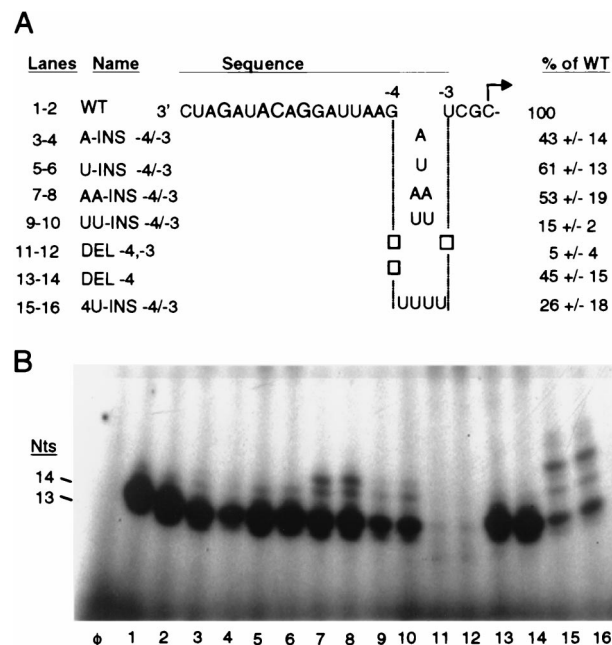 A
Lanes Name Sequence % of WT
-4 -3
1-2 WT 3' CUAGAUACAGGAUUAAG UCGC- 100
3-4 A-INS -4/-3 A 43 +/- 14
5-6 U-INS -4/-3 U 61 +/- 13
7-8 AA-INS -4/-3 AA 53 +/- 19
9-10 UU-INS -4/-3 UU 15 +/- 2
11-12 DEL -4,-3 5 +/- 4
13-14 DEL -4 45 +/- 15
15-16 4U-INS -4/-3 UUUU 26 +/- 18
B
Nts
14
13
φ 1 2 3 4 5 6 7 8 9 10 11 12 13 14 15 16